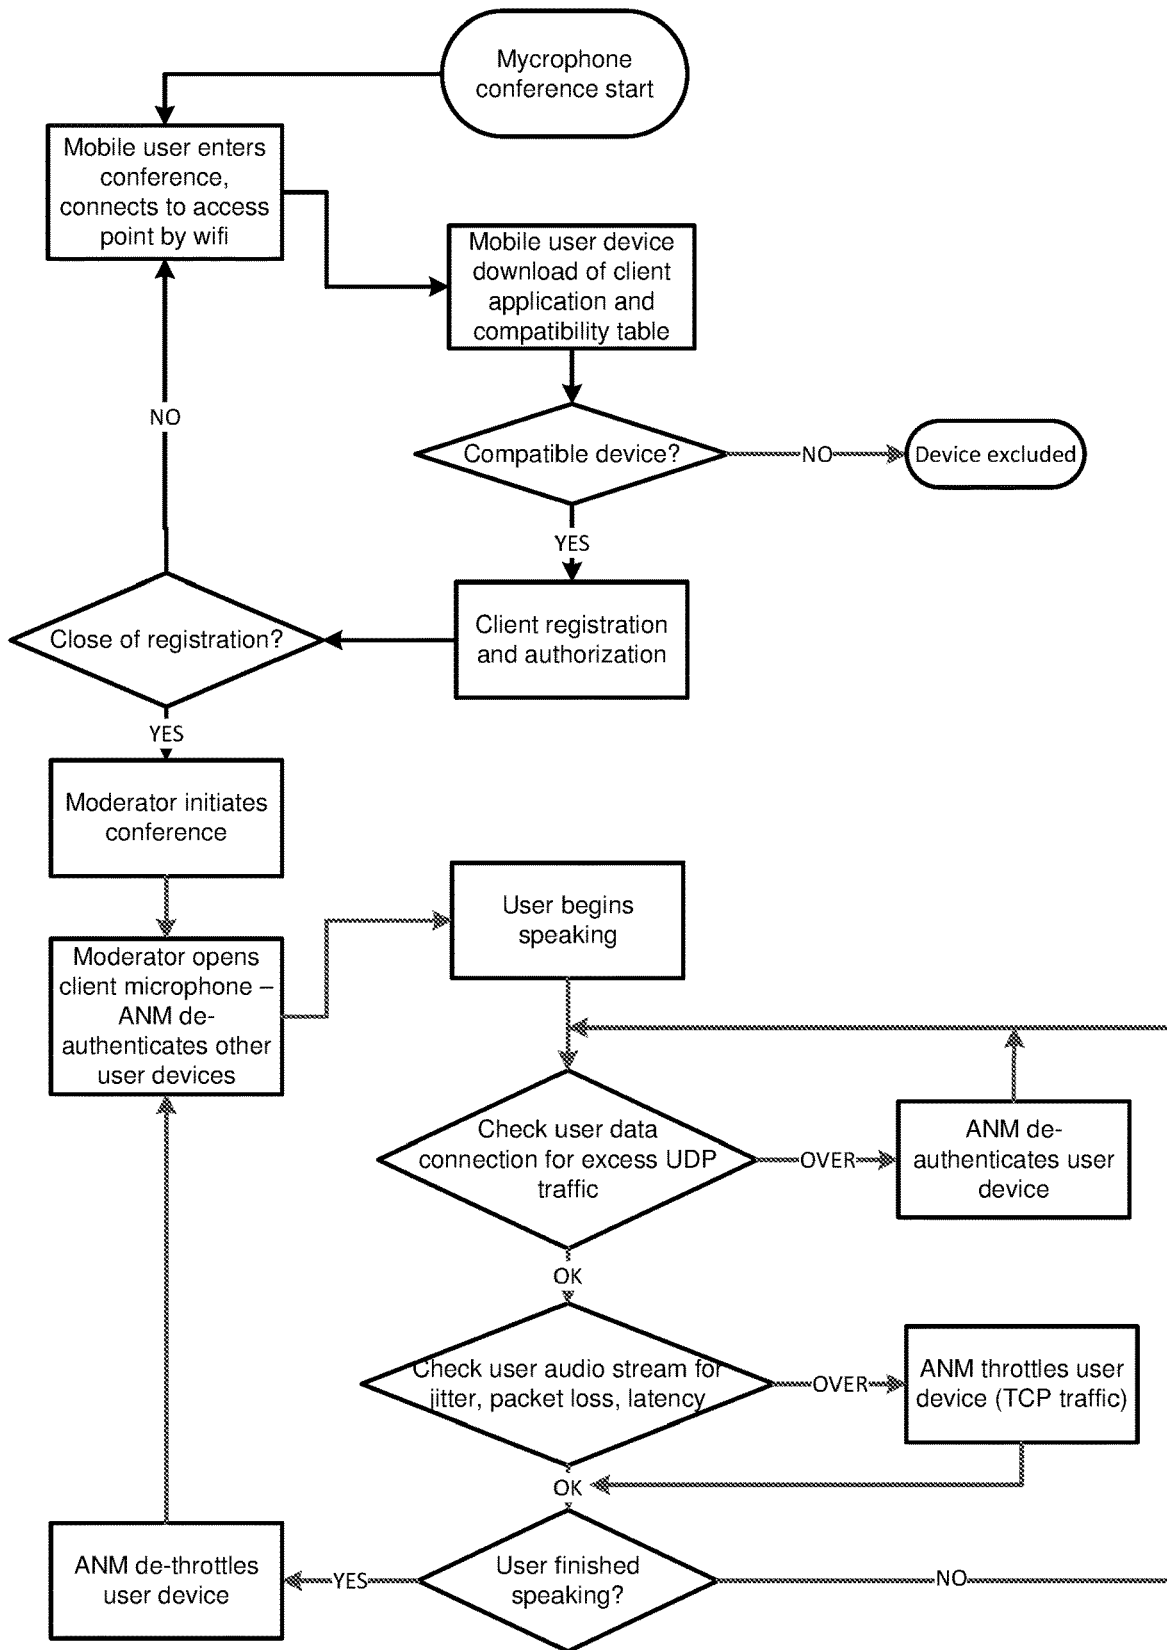 Mycrophone
conference start
Mobile user enters
conference,
connects to access
point by wifi
Mobile user device
download of client
application and
compatibility table
NO
Compatible device?
NO
Device excluded
YES
Client registration
and authorization
Close of registration?
YES
Moderator initiates
conference
User begins
speaking
Moderator opens
client microphone –
ANM de-
authenticates other
user devices
Check user data
connection for excess UDP
traffic
OVER
ANM de-
authenticates user
device
OK
Check user audio stream for
jitter, packet loss, latency
OVER
ANM throttles user
device (TCP traffic)
OK
User finished
speaking?
YES
NO
ANM de-throttles
user device